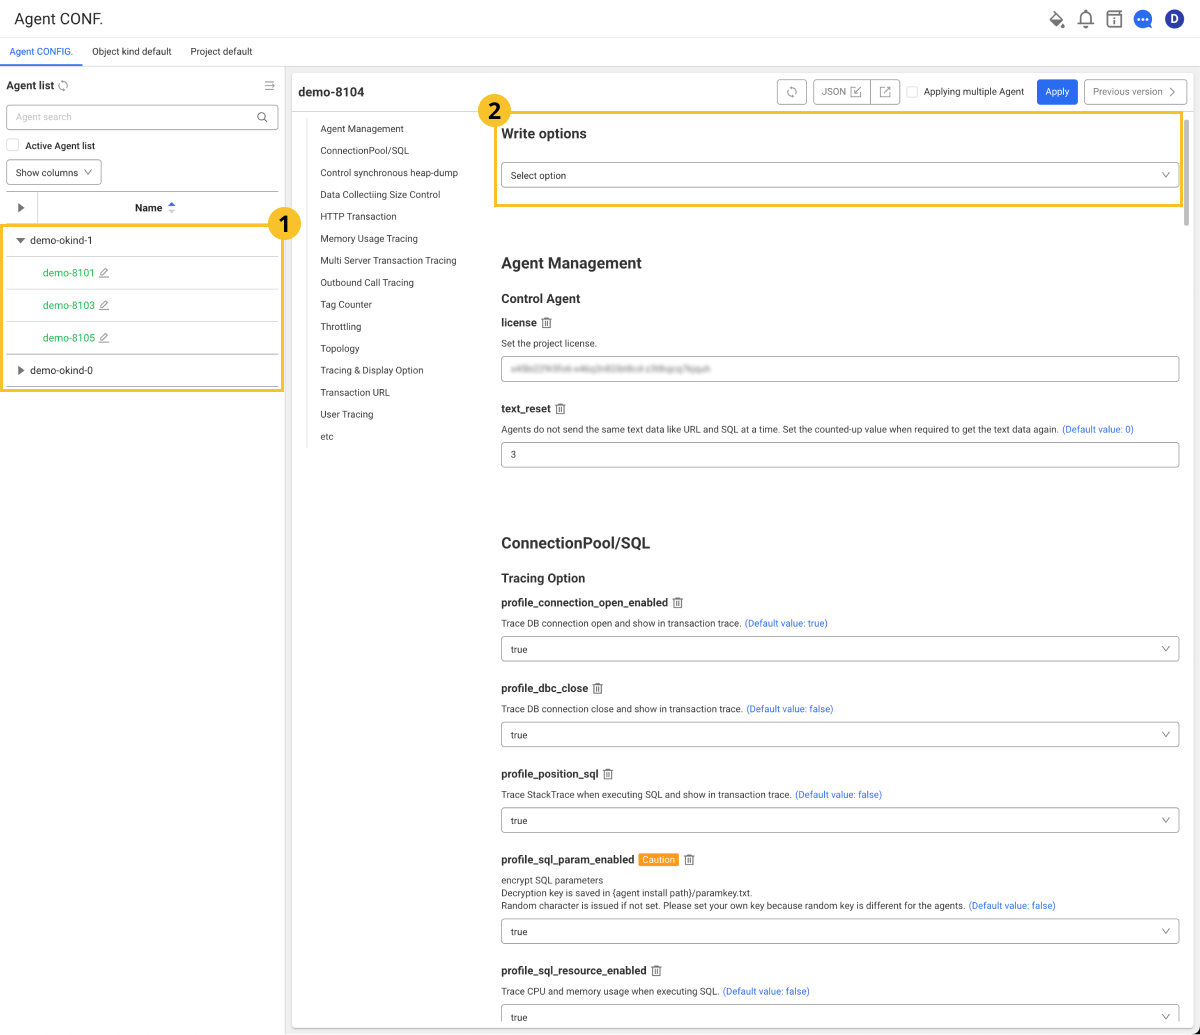 Agent CONF.
D
Agent CONFIG.
Object kind default
Project default
Agent list
Agent search
Active Agent list
Show columns
Name
1
demo-okind-1
demo-8101
demo-8103
demo-8105
demo-okind-0
demo-8104
JSON
Applying multiple Agent
Apply
Previous version
Agent Management
ConnectionPool/SQL
Control synchronous heap-dump
Data Collectiing Size Control
HTTP Transaction
Memory Usage Tracing
Multi Server Transaction Tracing
Outbound Call Tracing
Tag Counter
Throttling
Topology
Tracing & Display Option
Transaction URL
User Tracing
etc
2
Write options
Select option
Agent Management
Control Agent
license
Set the project license.
text_reset
Agents do not send the same text data like URL and SQL at a time. Set the counted-up value when required to get the text data again. (Default value: 0)
3
ConnectionPool/SQL
Tracing Option
profile_connection_open_enabled
Trace DB connection open and show in transaction trace. (Default value: true)
true
profile_dbc_close
Trace DB connection close and show in transaction trace. (Default value: false)
true
profile_position_sql
Trace StackTrace when executing SQL and show in transaction trace. (Default value: false)
true
profile_sql_param_enabled Caution
encrypt SQL parameters
Decryption key is saved in {agent install path}/paramkey.txt.
Random character is issued if not set. Please set your own key because random key is different for the agents. (Default value: false)
true
profile_sql_resource_enabled
Trace CPU and memory usage when executing SQL. (Default value: false)
true